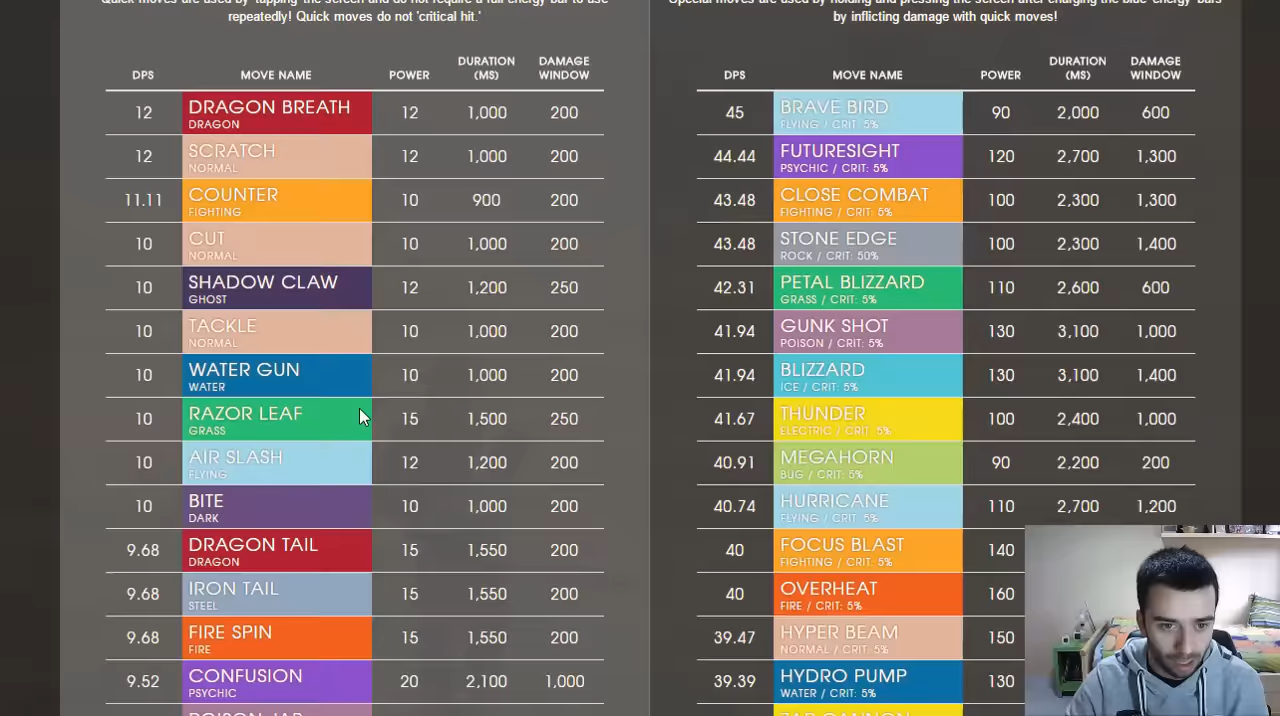 Quick moves are used by 'tapping' the screen and do not require a full energy bar to use
repeatedly! Quick moves do not 'critical hit.'
DPS MOVE NAME POWER DURATION (MS) DAMAGE WINDOW
12 DRAGON BREATH 12 1,000 200
DRAGON
12 SCRATCH 12 1,000 200
NORMAL
11.11 COUNTER 10 900 200
FIGHTING
10 CUT 10 1,000 200
NORMAL
10 SHADOW CLAW 12 1,200 250
GHOST
10 TACKLE 10 1,000 200
NORMAL
10 WATER GUN 10 1,000 200
WATER
10 RAZOR LEAF 15 1,500 250
GRASS
10 AIR SLASH 12 1,200 200
FLYING
10 BITE 10 1,000 200
DARK
9.68 DRAGON TAIL 15 1,550 200
DRAGON
9.68 IRON TAIL 15 1,550 200
STEEL
9.68 FIRE SPIN 15 1,550 200
FIRE
9.52 CONFUSION 20 2,100 1,000
PSYCHIC
POISON JAB
Special moves are used by holding and pressing the screen after charging the blue 'energy' bars
by inflicting damage with quick moves!
DPS MOVE NAME POWER DURATION (MS) DAMAGE WINDOW
45 BRAVE BIRD 90 2,000 600
FLYING / CRIT: 5%
44.44 FUTURESIGHT 120 2,700 1,300
PSYCHIC / CRIT: 5%
43.48 CLOSE COMBAT 100 2,300 1,300
FIGHTING / CRIT: 5%
43.48 STONE EDGE 100 2,300 1,400
ROCK / CRIT: 50%
42.31 PETAL BLIZZARD 110 2,600 600
GRASS / CRIT: 5%
41.94 GUNK SHOT 130 3,100 1,000
POISON / CRIT: 5%
41.94 BLIZZARD 130 3,100 1,400
ICE / CRIT: 5%
41.67 THUNDER 100 2,400 1,000
ELECTRIC / CRIT: 5%
40.91 MEGAHORN 90 2,200 200
BUG / CRIT: 5%
40.74 HURRICANE 110 2,700 1,200
FLYING / CRIT: 5%
40 FOCUS BLAST 140
FIGHTING / CRIT: 5%
40 OVERHEAT 160
FIRE / CRIT: 5%
39.47 HYPER BEAM 150
NORMAL / CRIT: 5%
39.39 HYDRO PUMP 130
WATER / CRIT: 5%
ZAP CANNON